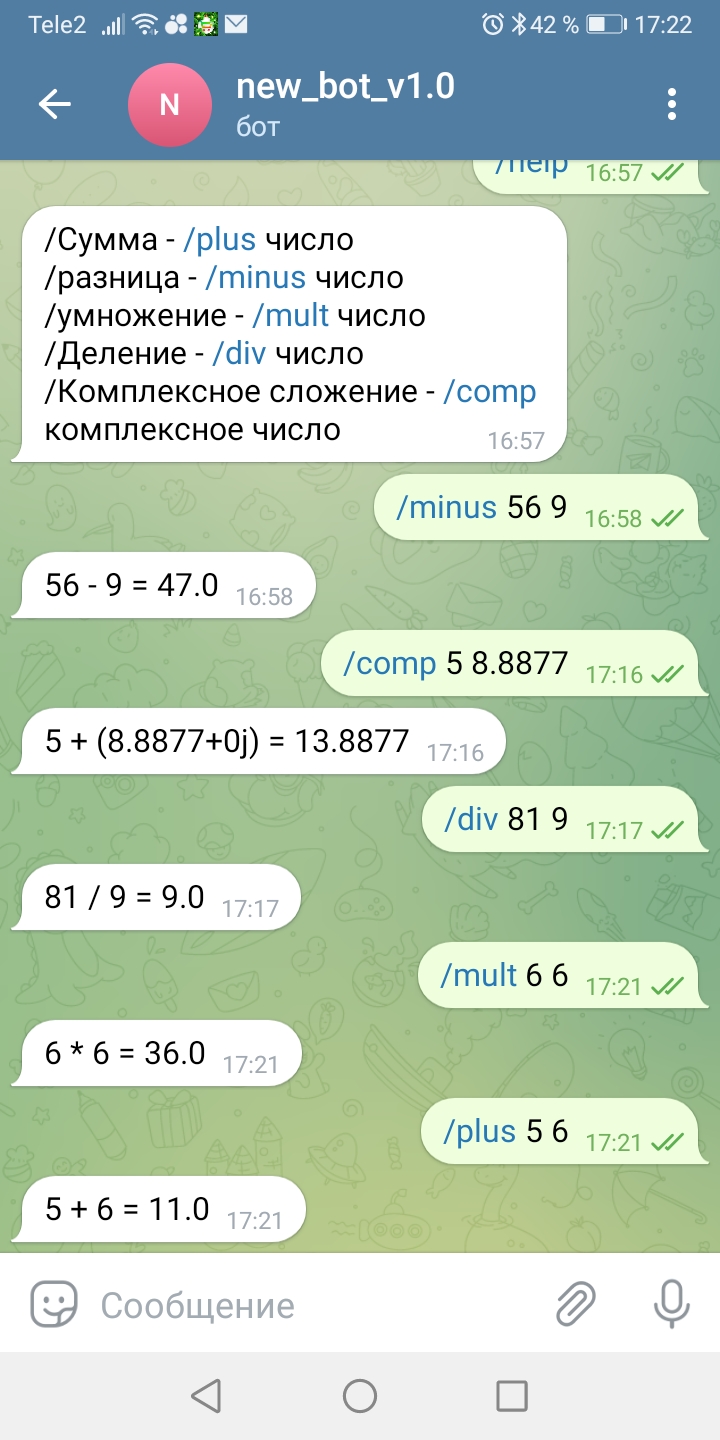 Tele2 42 % 17:22
N new_bot_v1.0
бот
/help 16:57
/Сумма - /plus число
/разница - /minus число
/умножение - /mult число
/Деление - /div число
/Комплексное сложение - /comp
комплексное число 16:57
/minus 56 9 16:58
56 - 9 = 47.0 16:58
/comp 5 8.8877 17:16
5 + (8.8877+0j) = 13.8877 17:16
/div 81 9 17:17
81 / 9 = 9.0 17:17
/mult 6 6 17:21
6 * 6 = 36.0 17:21
/plus 5 6 17:21
5 + 6 = 11.0 17:21
Сообщение